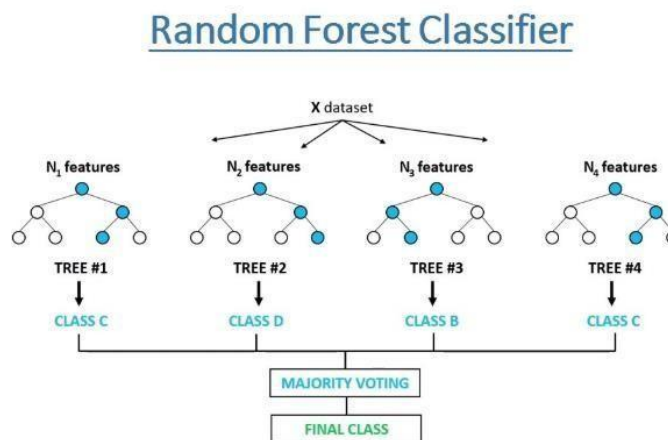 Random Forest Classifier
X dataset
N₁ features N₂ features N₃ features N₄ features
TREE #1 TREE #2 TREE #3 TREE #4
CLASS C CLASS D CLASS B CLASS C
MAJORITY VOTING
FINAL CLASS